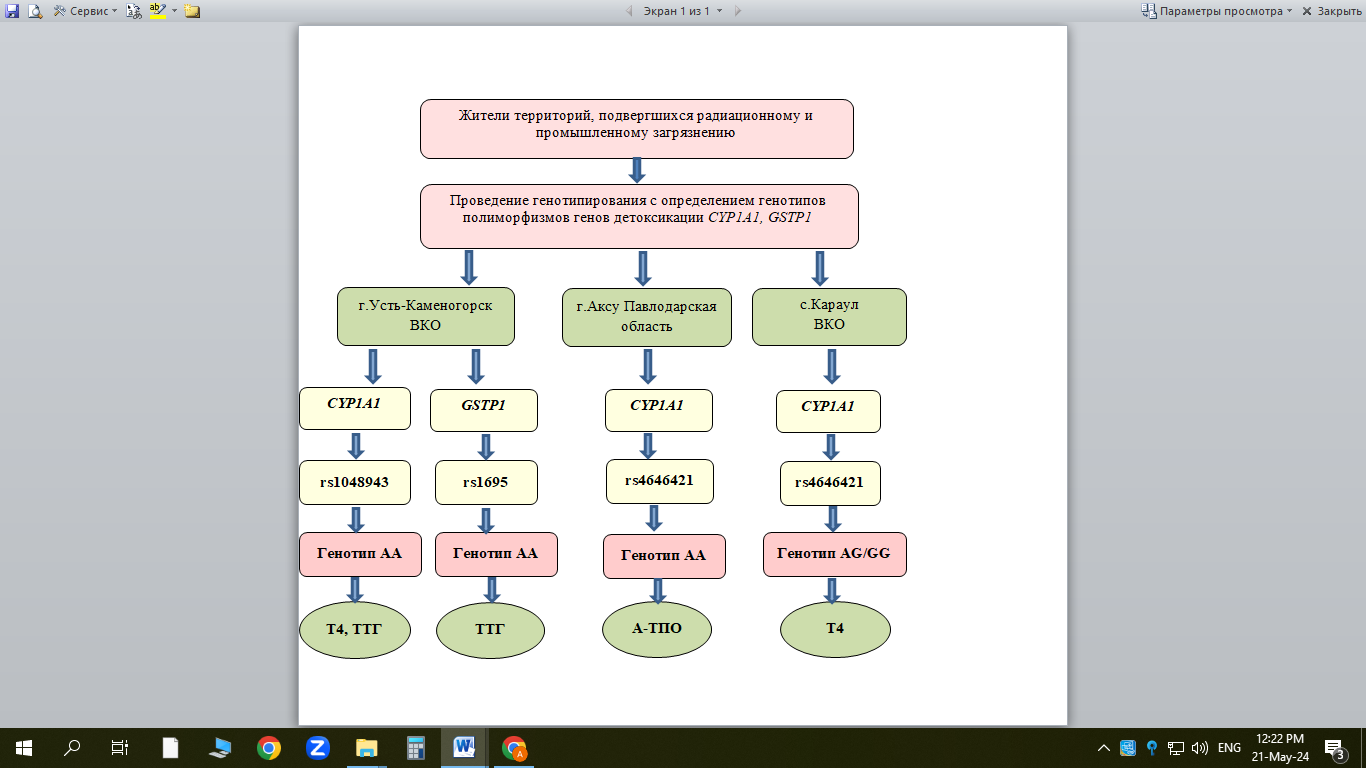 Сервис
Экран 1 из 1
Параметры просмотра
Закрыть
Жители территорий, подвергшихся радиационному и
промышленному загрязнению
Проведение генотипирования с определением генотипов
полиморфизмов генов детоксикации CYP1A1, GSTP1
г.Усть-Каменогорск
ВКО
г.Аксу Павлодарская
область
с.Караул
ВКО
CYP1A1
GSTP1
CYP1A1
CYP1A1
rs1048943
rs1695
rs4646421
rs4646421
Генотип АА
Генотип АА
Генотип АА
Генотип AG/GG
Т4, ТТГ
ТТГ
А-ТПО
Т4
ENG
12:22 PM
21-May-24
3